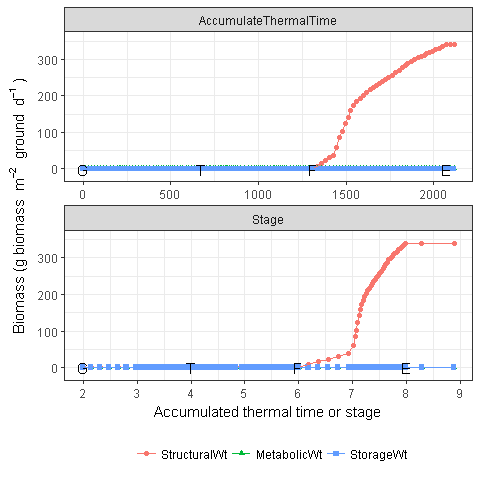 AccumulateThermalTime
300
200
100
0
O T F E
0 500 1000 1500 2000
Stage
300
200
100
0
O T F E
2 3 4 5 6 7 8 9
Biomass (g biomass m⁻² ground d⁻¹)
Accumulated thermal time or stage
StructuralWt MetabolicWt StorageWt